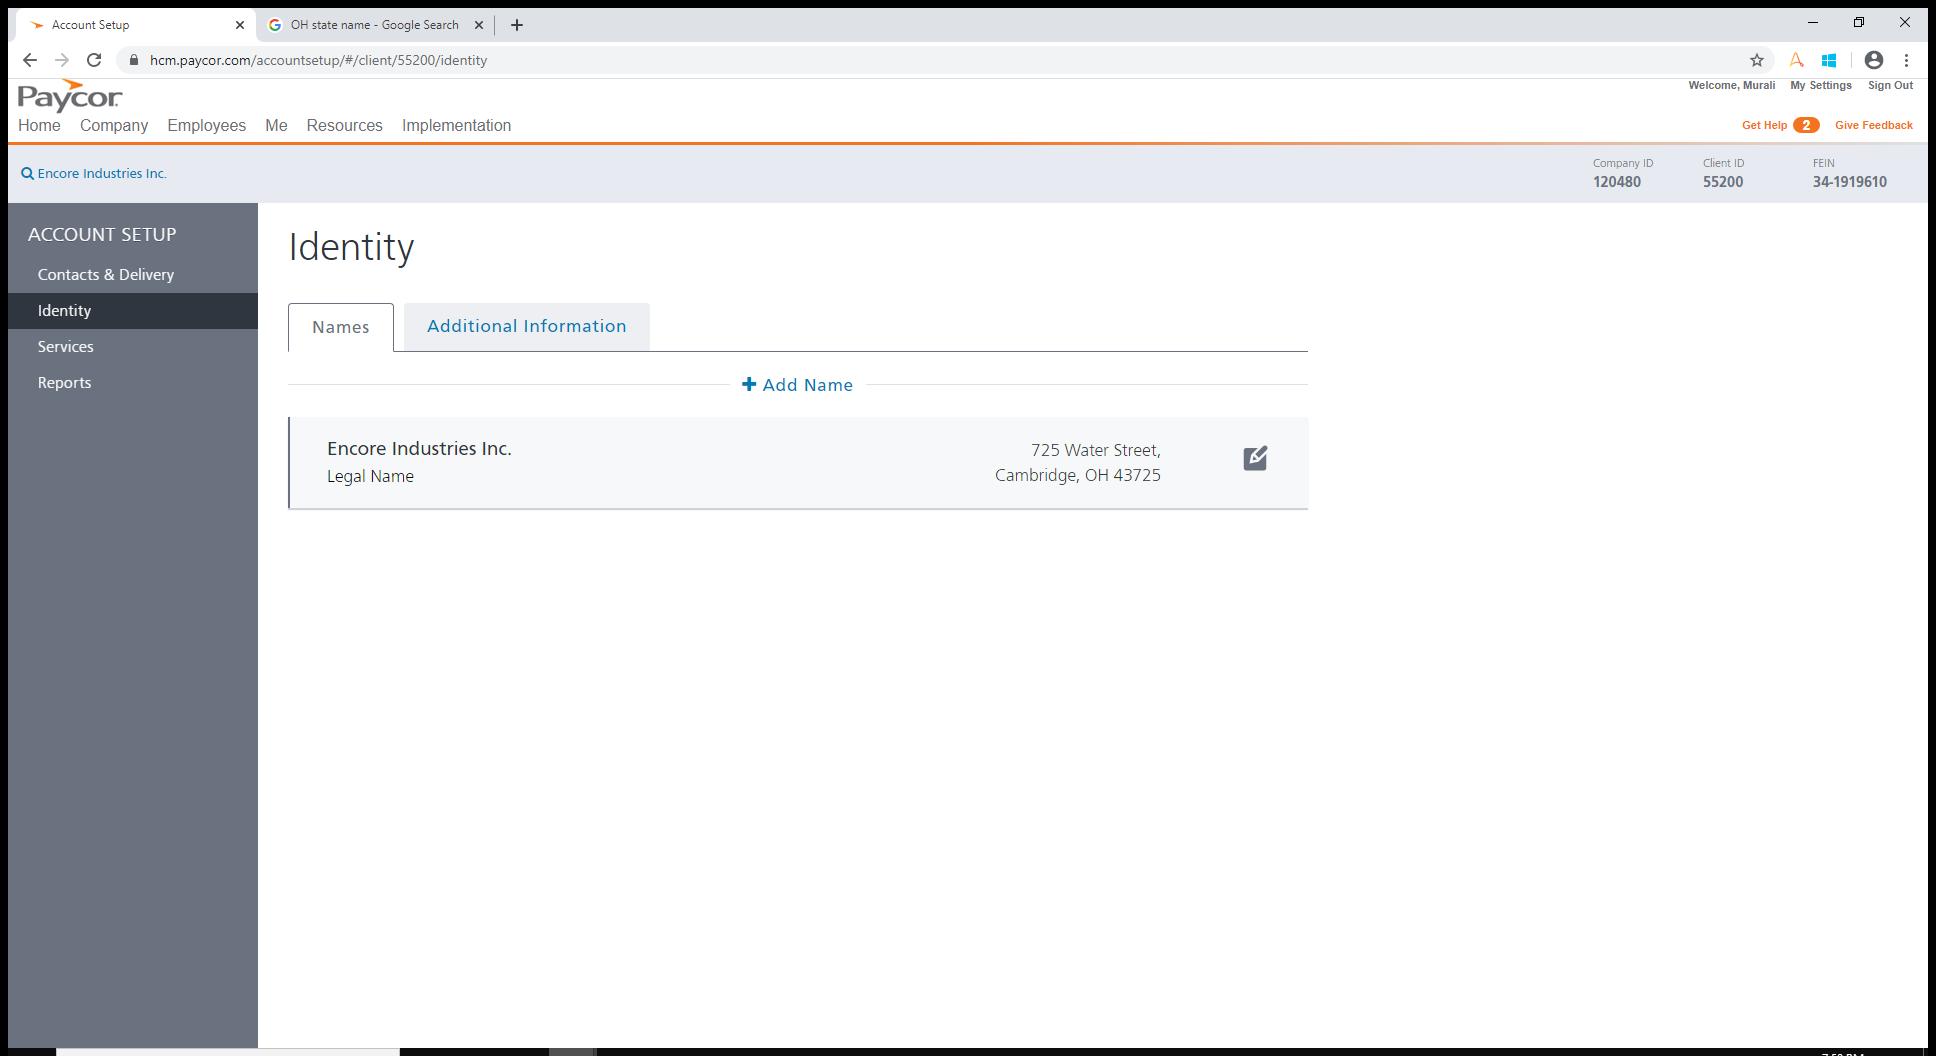 Account Setup
OH state name - Google Search
hcm.paycor.com/accountsetup/#/client/55200/identity
Paycor
Welcome, Murali My Settings Sign Out
Home Company Employees Me Resources Implementation
Get Help 2 Give Feedback
Encore Industries Inc.
Company ID
120480
Client ID
55200
FEIN
34-1919610
ACCOUNT SETUP
Contacts & Delivery
Identity
Services
Reports
Identity
Names
Additional Information
Add Name
Encore Industries Inc.
Legal Name
725 Water Street,
Cambridge, OH 43725